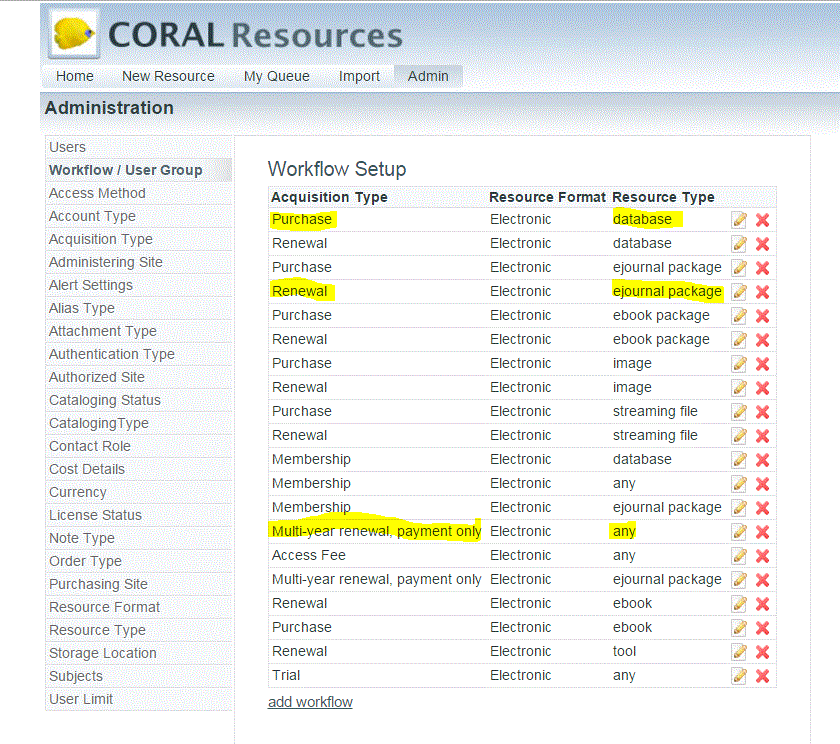 CORAL Resources
Home New Resource My Queue Import Admin
Administration
Users
Workflow / User Group
Access Method
Account Type
Acquisition Type
Administering Site
Alert Settings
Alias Type
Attachment Type
Authentication Type
Authorized Site
Cataloging Status
CatalogingType
Contact Role
Cost Details
Currency
License Status
Note Type
Order Type
Purchasing Site
Resource Format
Resource Type
Storage Location
Subjects
User Limit
Workflow Setup
Acquisition Type Resource Format Resource Type
Purchase Electronic database
Renewal Electronic database
Purchase Electronic ejournal package
Renewal Electronic ejournal package
Purchase Electronic ebook package
Renewal Electronic ebook package
Purchase Electronic image
Renewal Electronic image
Purchase Electronic streaming file
Renewal Electronic streaming file
Membership Electronic database
Membership Electronic any
Membership Electronic ejournal package
Multi-year renewal, payment only Electronic any
Access Fee Electronic any
Multi-year renewal, payment only Electronic ejournal package
Renewal Electronic ebook
Purchase Electronic ebook
Renewal Electronic tool
Trial Electronic any
add workflow